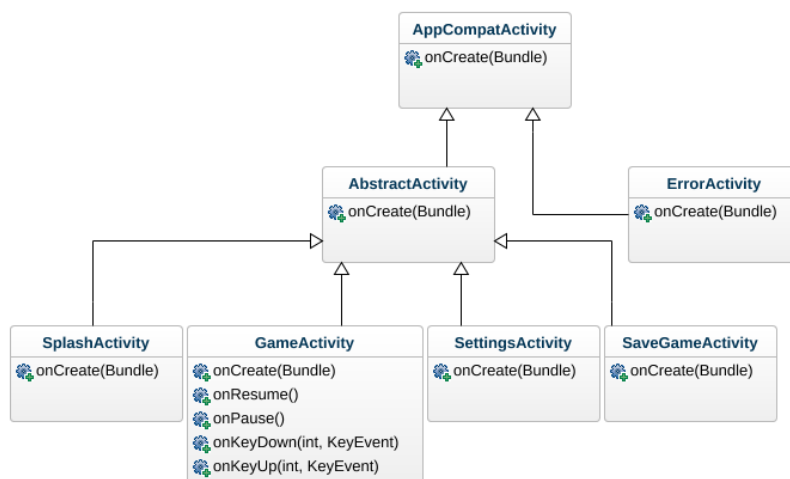 AppCompatActivity
onCreate(Bundle)
AbstractActivity
onCreate(Bundle)
ErrorActivity
onCreate(Bundle)
SplashActivity
onCreate(Bundle)
GameActivity
onCreate(Bundle)
onResume()
onPause()
onKeyDown(int, KeyEvent)
onKeyUp(int, KeyEvent)
SettingsActivity
onCreate(Bundle)
SaveGameActivity
onCreate(Bundle)